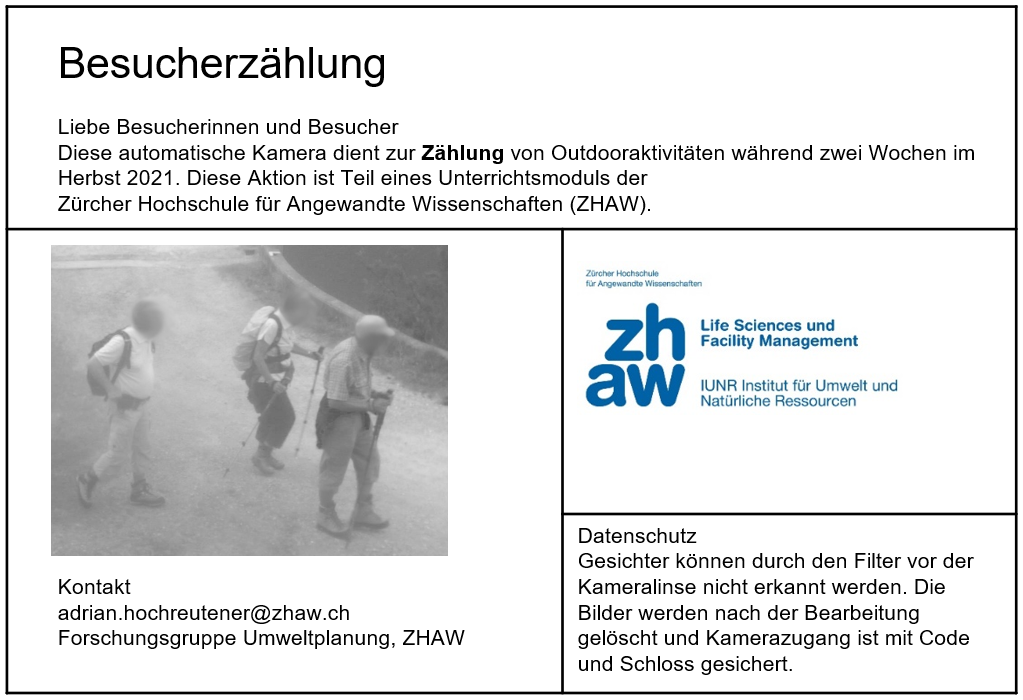 Besucherzählung
Liebe Besucherinnen und Besucher
Diese automatische Kamera dient zur Zählung von Outdooraktivitäten während zwei Wochen im
Herbst 2021. Diese Aktion ist Teil eines Unterrichtsmoduls der
Zürcher Hochschule für Angewandte Wissenschaften (ZHAW).
Kontakt
adrian.hochreutener@zhaw.ch
Forschungsgruppe Umweltplanung, ZHAW
Zürcher Hochschule
für Angewandte Wissenschaften
zh
aw
Life Sciences und
Facility Management
IUNR Institut für Umwelt und
Natürliche Ressourcen
Datenschutz
Gesichter können durch den Filter vor der
Kameralinse nicht erkannt werden. Die
Bilder werden nach der Bearbeitung
gelöscht und Kamerazugang ist mit Code
und Schloss gesichert.